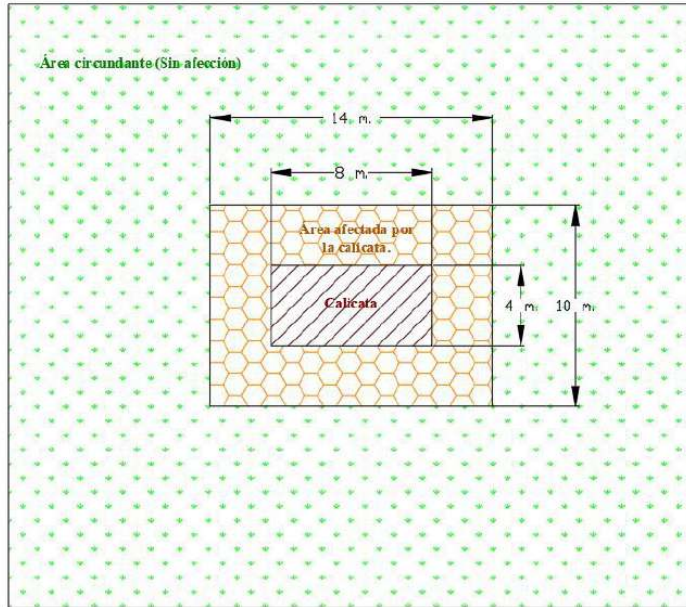 Área circundante (Sin afección)
14 m.
8 m.
Área afectada por
la calicata.
Calicata
4 m.
10 m.